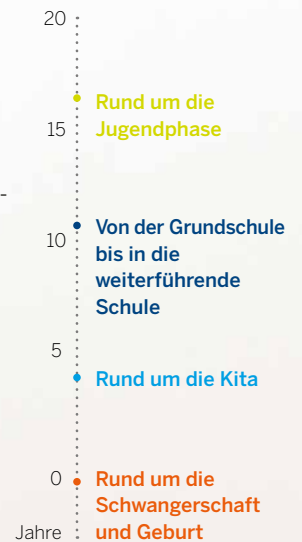 20
Rund um die
Jugendphase
15
-
Von der Grundschule
bis in die
weiterführende
Schule
10
5
Rund um die Kita
0
Rund um die
Schwangerschaft
und Geburt
Jahre